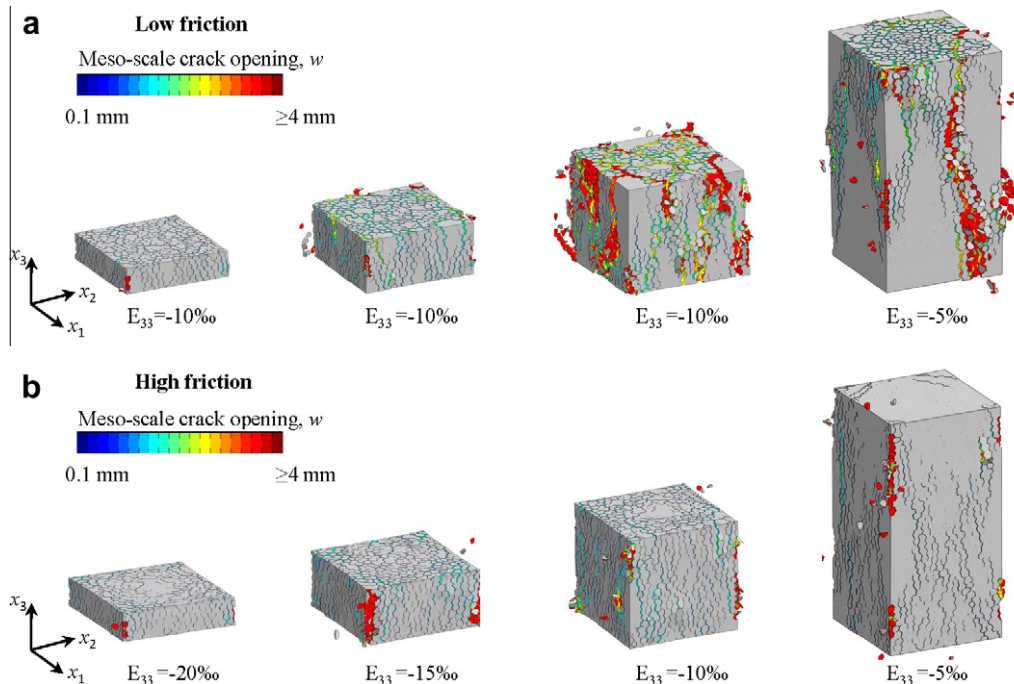 a
Low friction
Meso-scale crack opening, w
0.1 mm ≥4 mm
x₃
x₂
x₁
E₃₃=-10‰ E₃₃=-10‰ E₃₃=-10‰ E₃₃=-5‰
b
High friction
Meso-scale crack opening, w
0.1 mm ≥4 mm
x₃
x₂
x₁
E₃₃=-20‰ E₃₃=-15‰ E₃₃=-10‰ E₃₃=-5‰